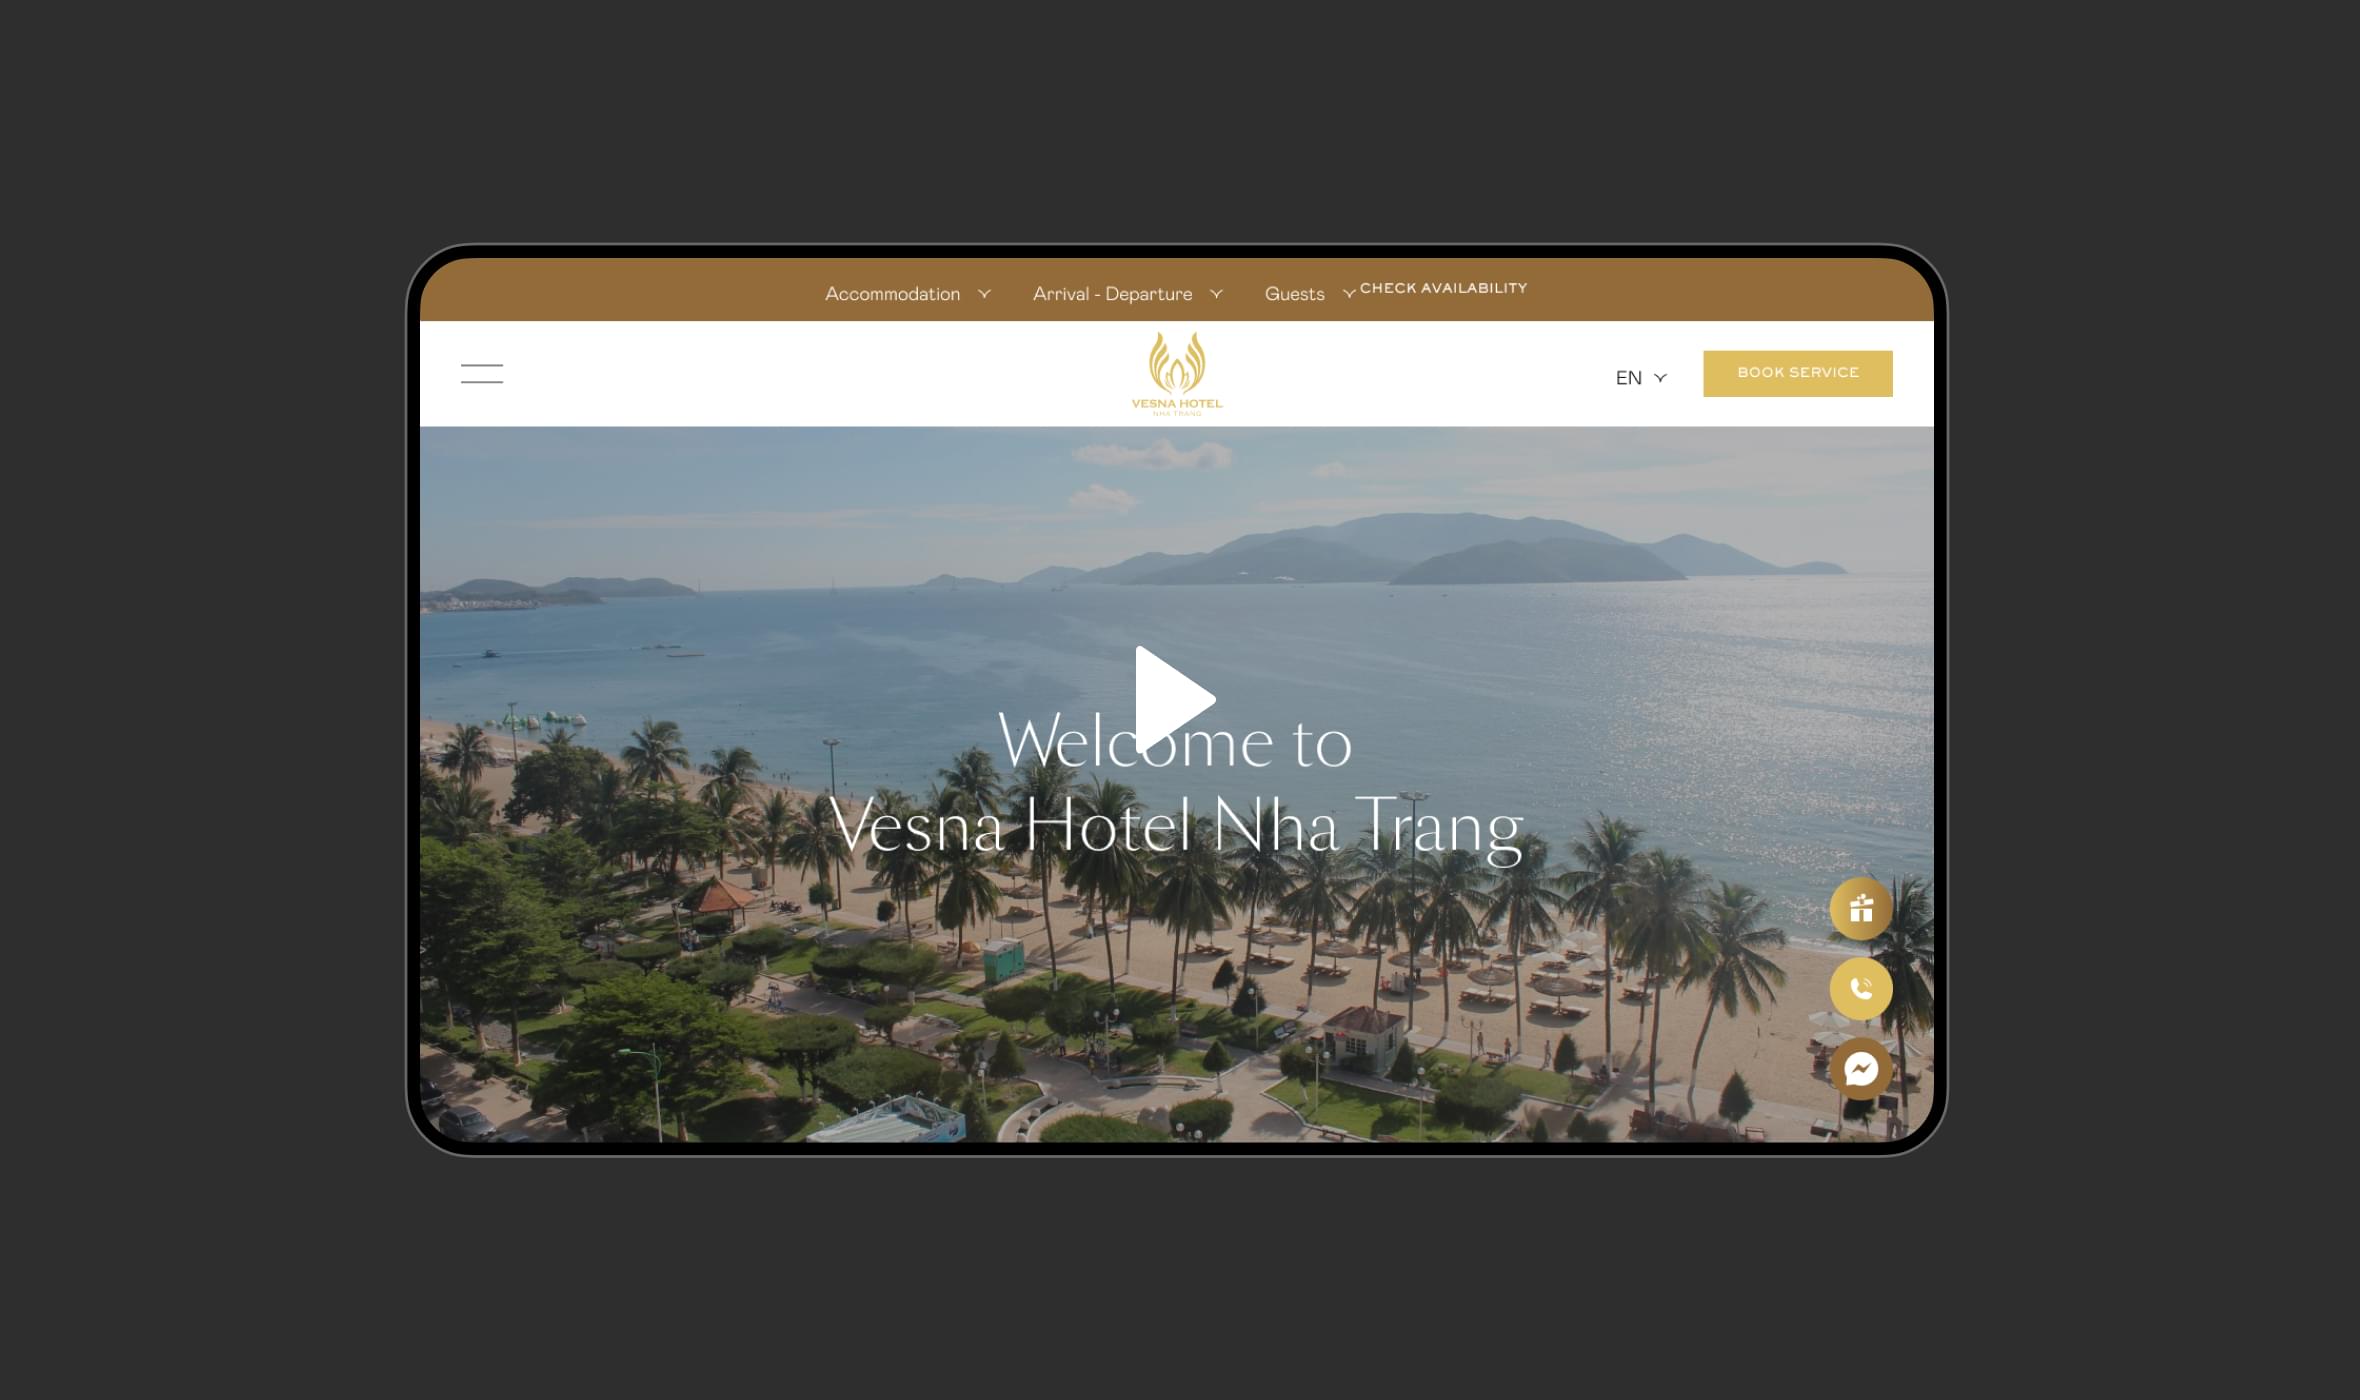 Accommodation Arrival - Departure Guests CHECK AVAILABILITY
VESNA HOTEL
NHA TRANG
EN
BOOK SERVICE
Welcome to
Vesna Hotel Nha Trang